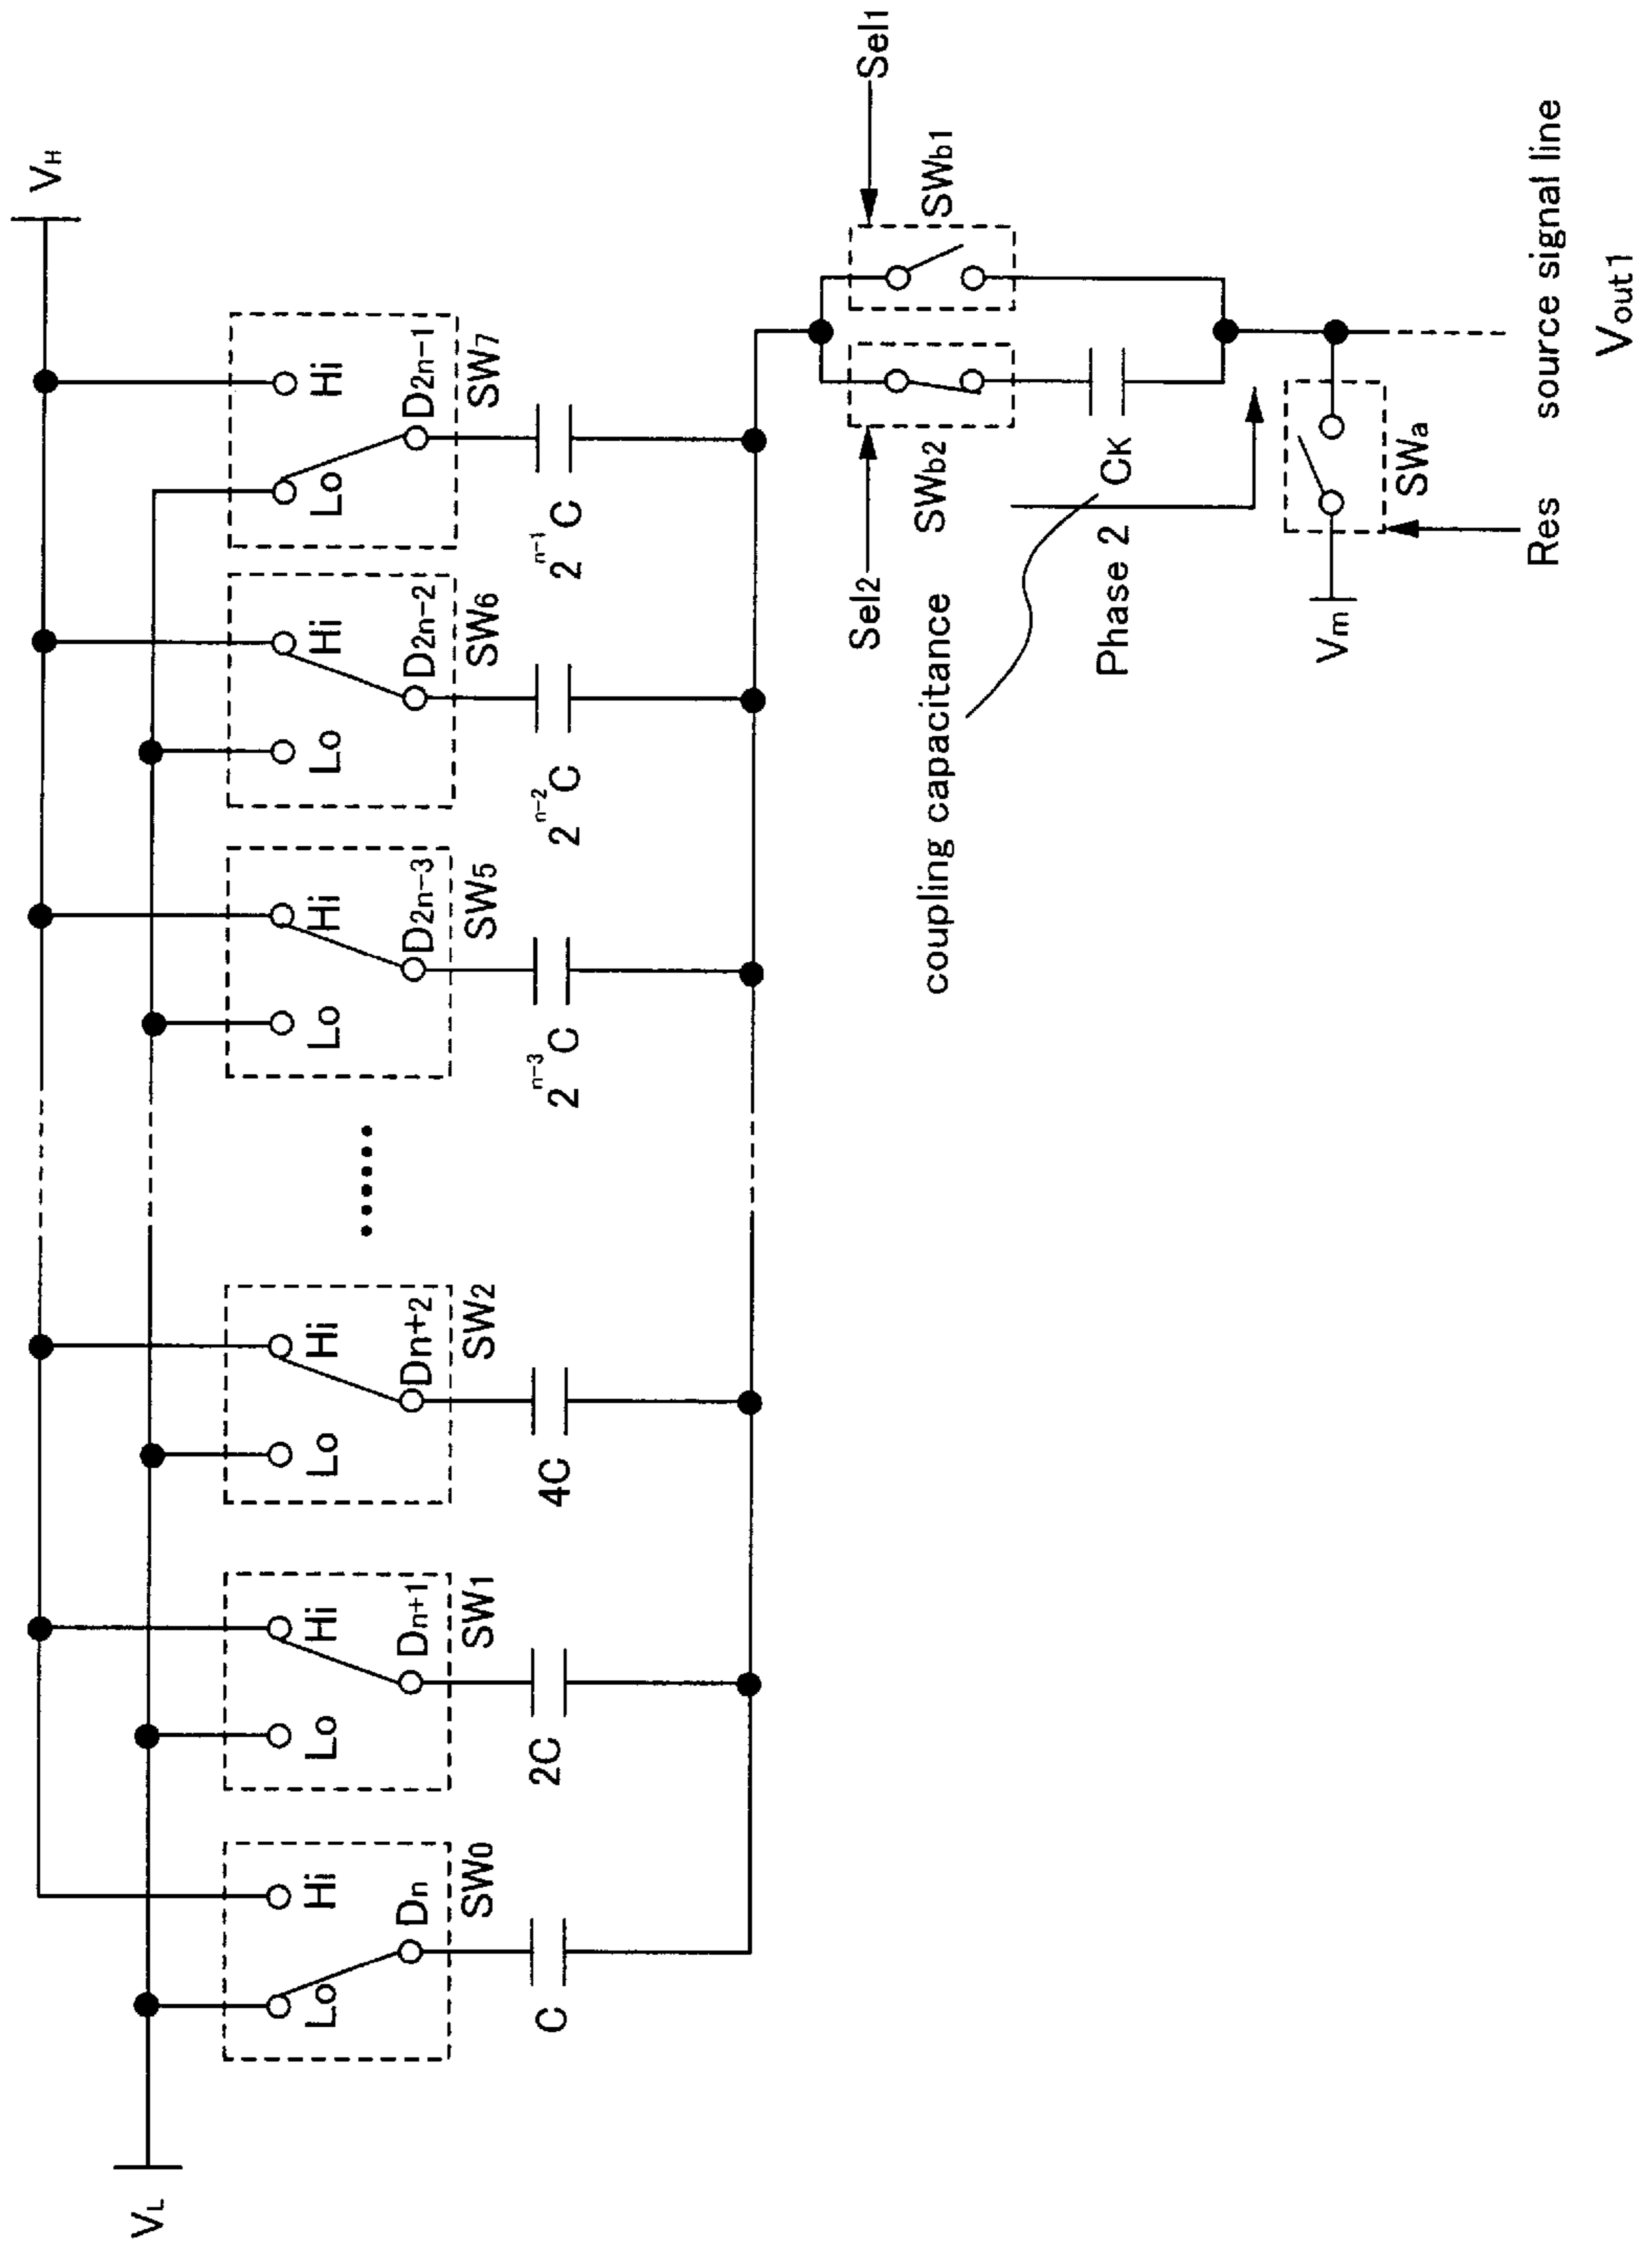 VH
VL
Lo
Hi
Dn
SW0
C
Lo
Hi
Dn+1
SW1
2C
Lo
Hi
Dn+2
SW2
4C
......
Lo
Hi
D2n-3
SW5
2n-3C
Lo
Hi
D2n-2
SW6
2n-2C
Lo
Hi
D2n-1
SW7
2n-1C
Sel2
SWb2
Sel1
SWb1
coupling capacitance
CK
Phase 2
Vm
SWa
Res
source signal line
Vout1